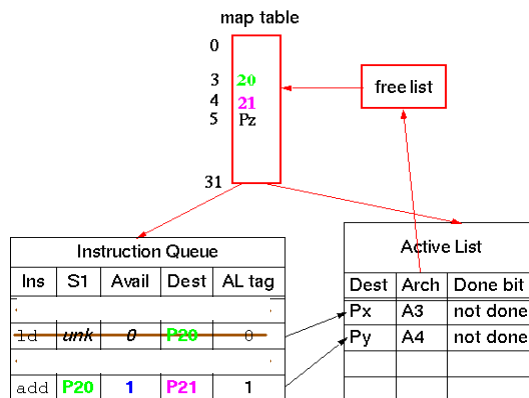 map table
0
3 20
free list
4 21
5 Pz
31
Instruction Queue
Ins S1 Avail Dest AL tag
ld unk 0 P20 0
add P20 1 P21 1
Active List
Dest Arch Done bit
Px A3 not done
Py A4 not done